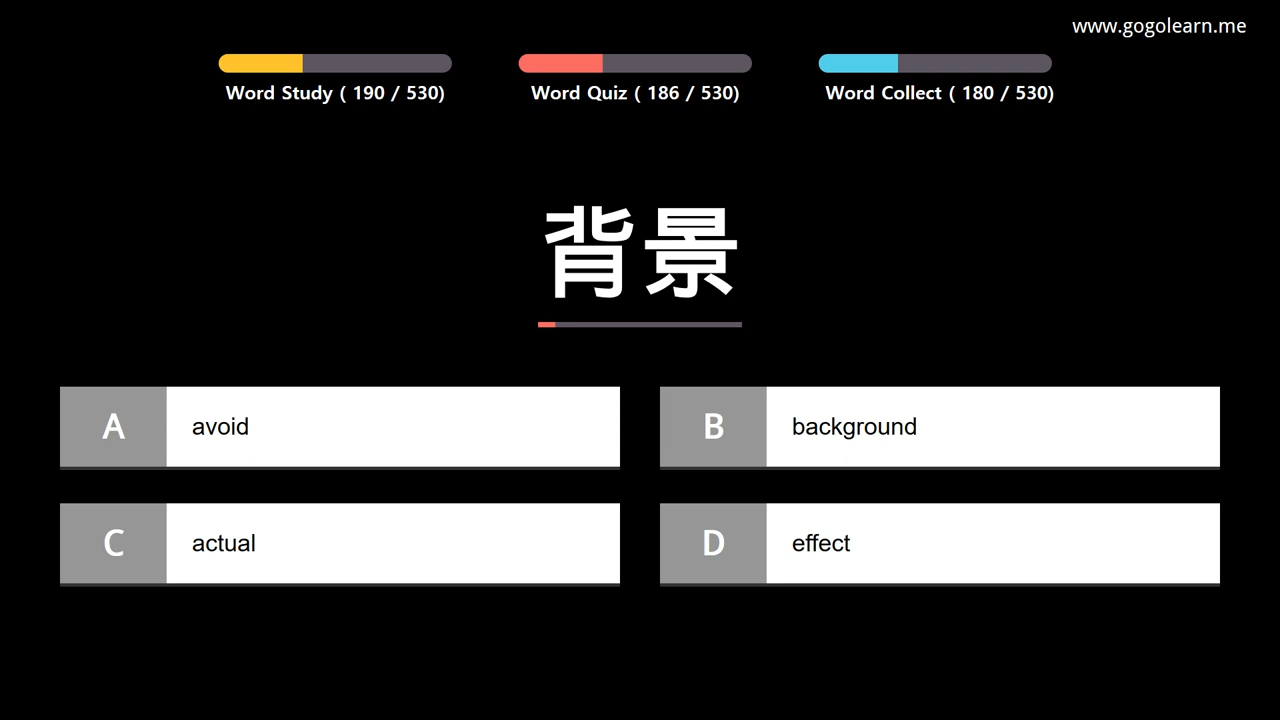 www.gogolearn.me
Word Study ( 190 / 530)
Word Quiz ( 186 / 530)
Word Collect ( 180 / 530)
背景
A avoid
B background
C actual
D effect